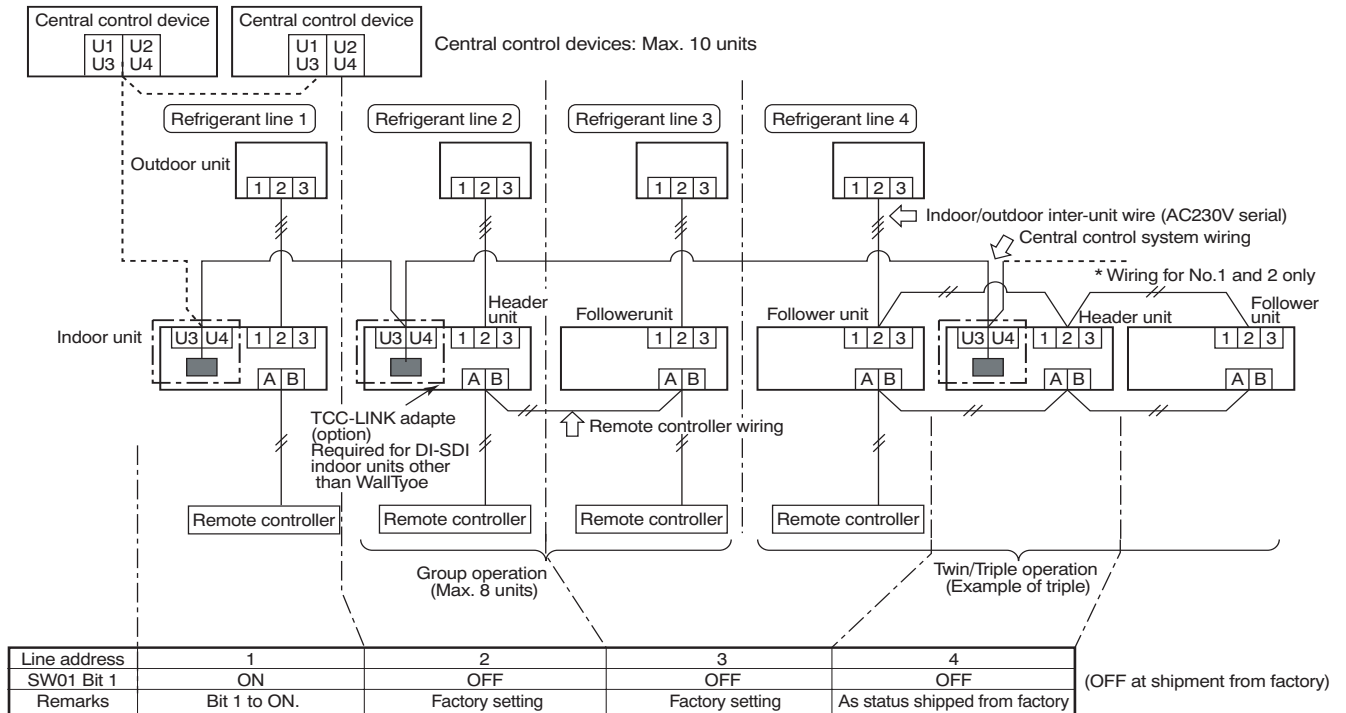 Central control device
U1 U2
U3 U4
Central control device
U1 U2
U3 U4
Central control devices: Max. 10 units
Refrigerant line 1
Refrigerant line 2
Refrigerant line 3
Refrigerant line 4
Outdoor unit
1 2 3
1 2 3
1 2 3
1 2 3
Indoor/outdoor inter-unit wire (AC230V serial)
Central control system wiring
* Wiring for No.1 and 2 only
Indoor unit
U3 U4 1 2 3
A B
Header
unit
U3 U4 1 2 3
A B
Followerunit
1 2 3
A B
Follower unit
1 2 3
A B
Header unit
U3 U4 1 2 3
A B
Follower
unit
1 2 3
A B
TCC-LINK adapte
(option)
Required for DI-SDI
indoor units other
than WallTyoe
Remote controller wiring
Remote controller
Remote controller
Remote controller
Remote controller
Group operation
(Max. 8 units)
Twin/Triple operation
(Example of triple)
Line address 1 2 3 4
SW01 Bit 1 ON OFF OFF OFF
(OFF at shipment from factory)
Remarks Bit 1 to ON. Factory setting Factory setting As status shipped from factory